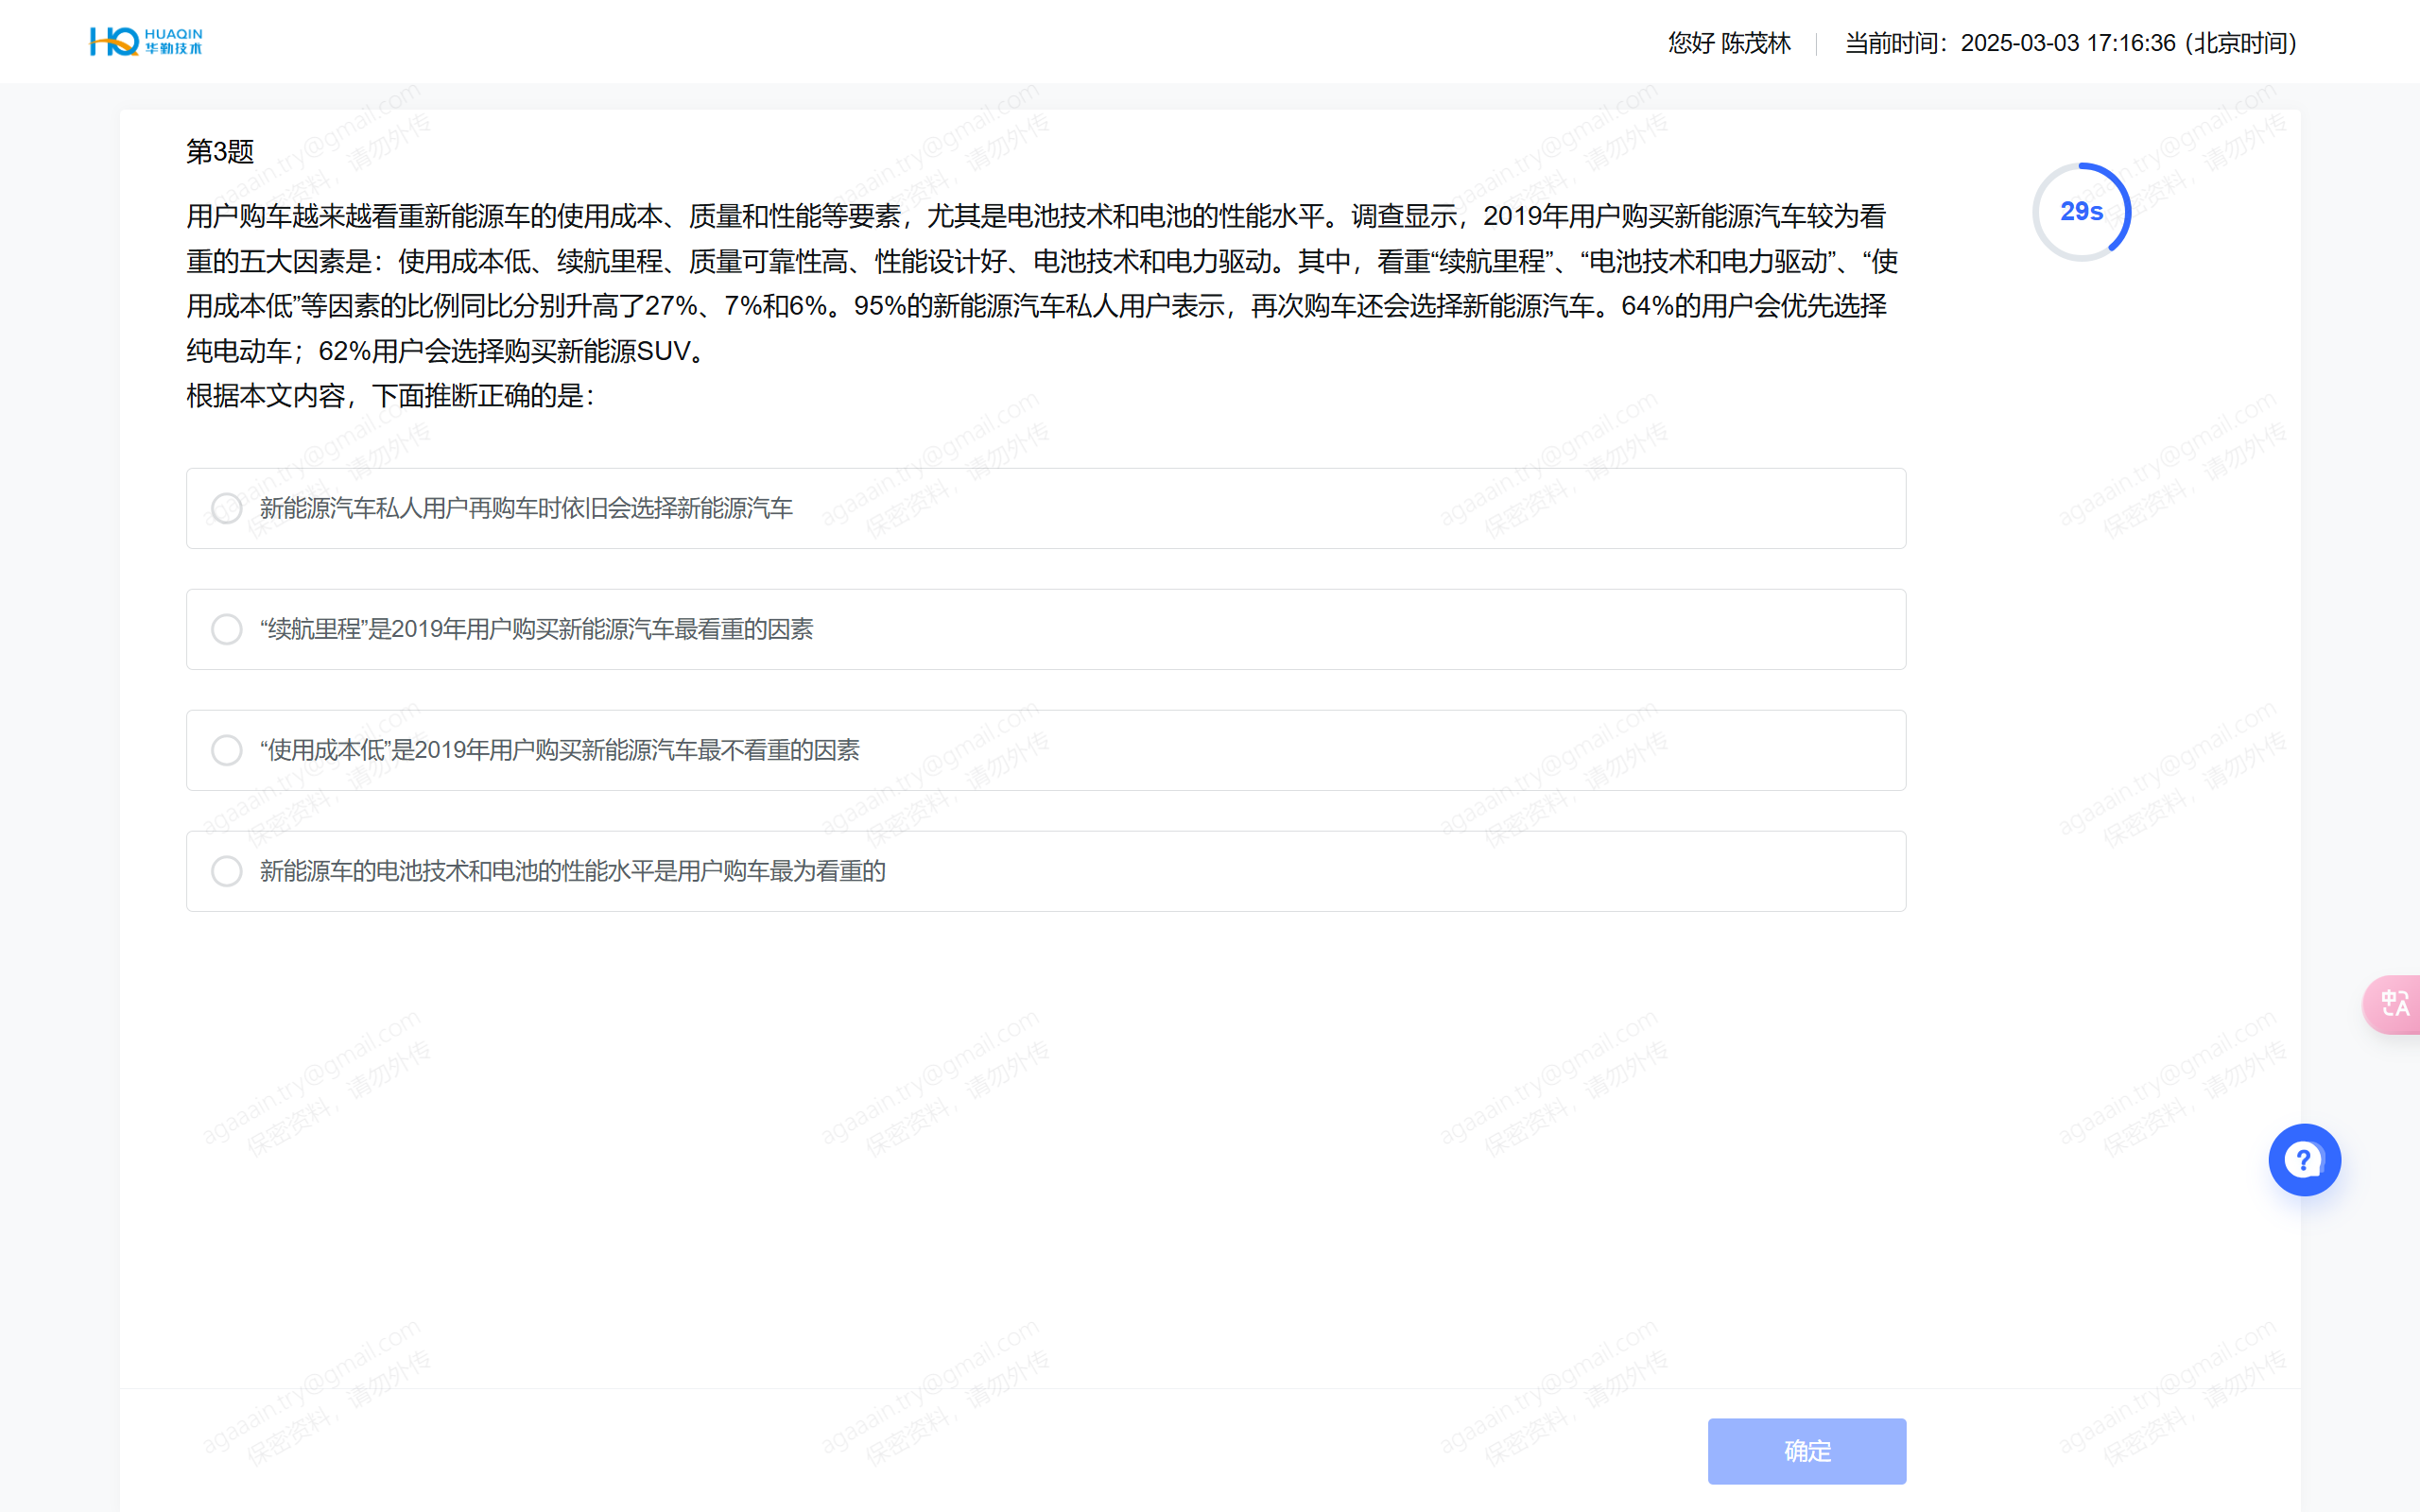 HUAQIN
华勤技术
您好 陈茂林
当前时间：2025-03-03 17:16:36 (北京时间)
第3题
29s
用户购车越来越看重新能源车的使用成本、质量和性能等要素，尤其是电池技术和电池的性能水平。调查显示，2019年用户购买新能源汽车较为看
重的五大因素是：使用成本低、续航里程、质量可靠性高、性能设计好、电池技术和电力驱动。其中，看重“续航里程”、“电池技术和电力驱动”、“使
用成本低”等因素的比例同比分别升高了27%、7%和6%。95%的新能源汽车私人用户表示，再次购车还会选择新能源汽车。64%的用户会优先选择
纯电动车；62%用户会选择购买新能源SUV。
根据本文内容，下面推断正确的是：
新能源汽车私人用户再购车时依旧会选择新能源汽车
“续航里程”是2019年用户购买新能源汽车最看重的因素
“使用成本低”是2019年用户购买新能源汽车最不看重的因素
新能源车的电池技术和电池的性能水平是用户购车最为看重的
确定
agaaain.try@gmail.com
保密资料，请勿外传